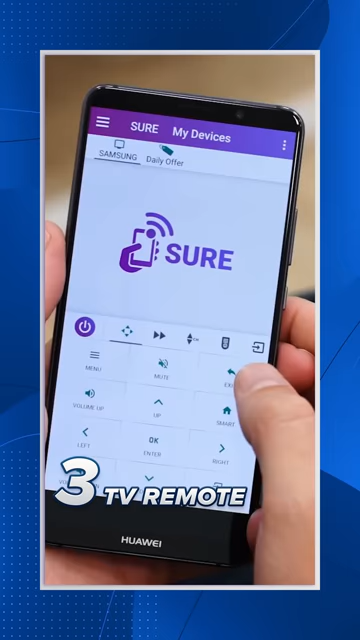 SURE My Devices
SAMSUNG Daily Offer
SURE
MENU MUTE
VOLUME UP UP SMART
LEFT OK RIGHT
ENTER
3 TV REMOTE
HUAWEI